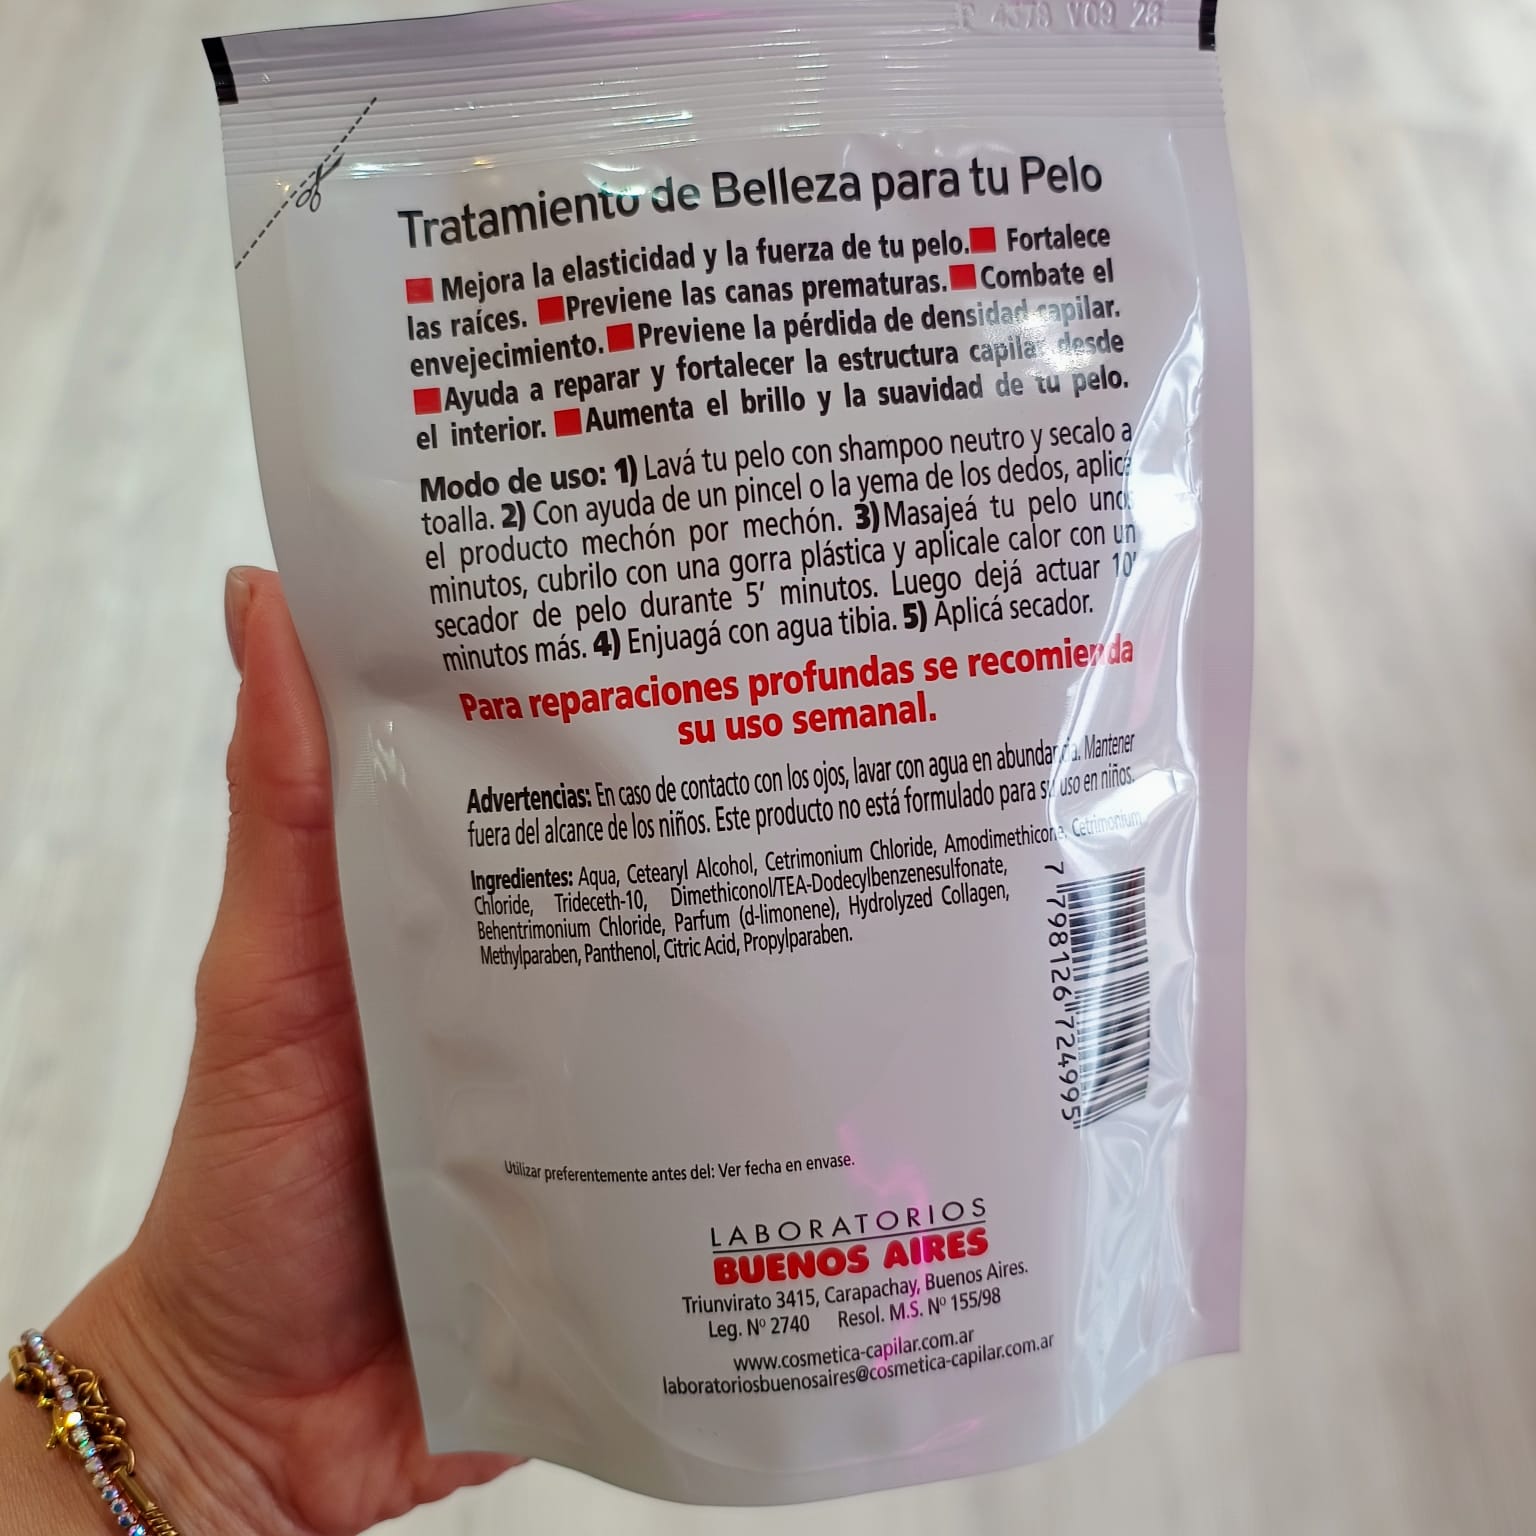 4378 V09 28
Tratamiento de Belleza para tu Pelo
Mejora la elasticidad y la fuerza de tu pelo. Fortalece
las raíces. Previene las canas prematuras. Combate el
envejecimiento. Previene la pérdida de densidad capilar.
Ayuda a reparar y fortalecer la estructura capilar desde
el interior. Aumenta el brillo y la suavidad de tu pelo.
Modo de uso: 1) Lavá tu pelo con shampoo neutro y secalo a
toalla. 2) Con ayuda de un pincel o la yema de los dedos, aplicá
el producto mechón por mechón. 3) Masajeá tu pelo unos
minutos, cubrilo con una gorra plástica y aplicale calor con un
secador de pelo durante 5' minutos. Luego dejá actuar 10'
minutos más. 4) Enjuagá con agua tibia. 5) Aplicá secador.
Para reparaciones profundas se recomienda
su uso semanal.
Advertencias: En caso de contacto con los ojos, lavar con agua en abundancia. Mantener
fuera del alcance de los niños. Este producto no está formulado para su uso en niños.
Ingredientes: Aqua, Cetearyl Alcohol, Cetrimonium Chloride, Amodimethicone, Cetrimonium
Chloride, Trideceth-10, Dimethiconol/TEA-Dodecylbenzenesulfonate,
Behentrimonium Chloride, Parfum (d-limonene), Hydrolyzed Collagen,
Methylparaben, Panthenol, Citric Acid, Propylparaben.
7 798126 724995
Utilizar preferentemente antes del: Ver fecha en envase.
LABORATORIOS
BUENOS AIRES
Triunvirato 3415, Carapachay, Buenos Aires.
Leg. Nº 2740 Resol. M.S. Nº 155/98
www.cosmetica-capilar.com.ar
laboratoriosbuenosaires@cosmetica-capilar.com.ar